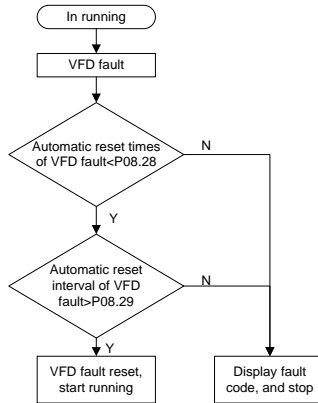 In running
VFD fault
Automatic reset times
of VFD fault<P08.28
N
Y
Automatic reset
interval of VFD
fault>P08.29
N
Y
VFD fault reset,
start running
Display fault
code, and stop